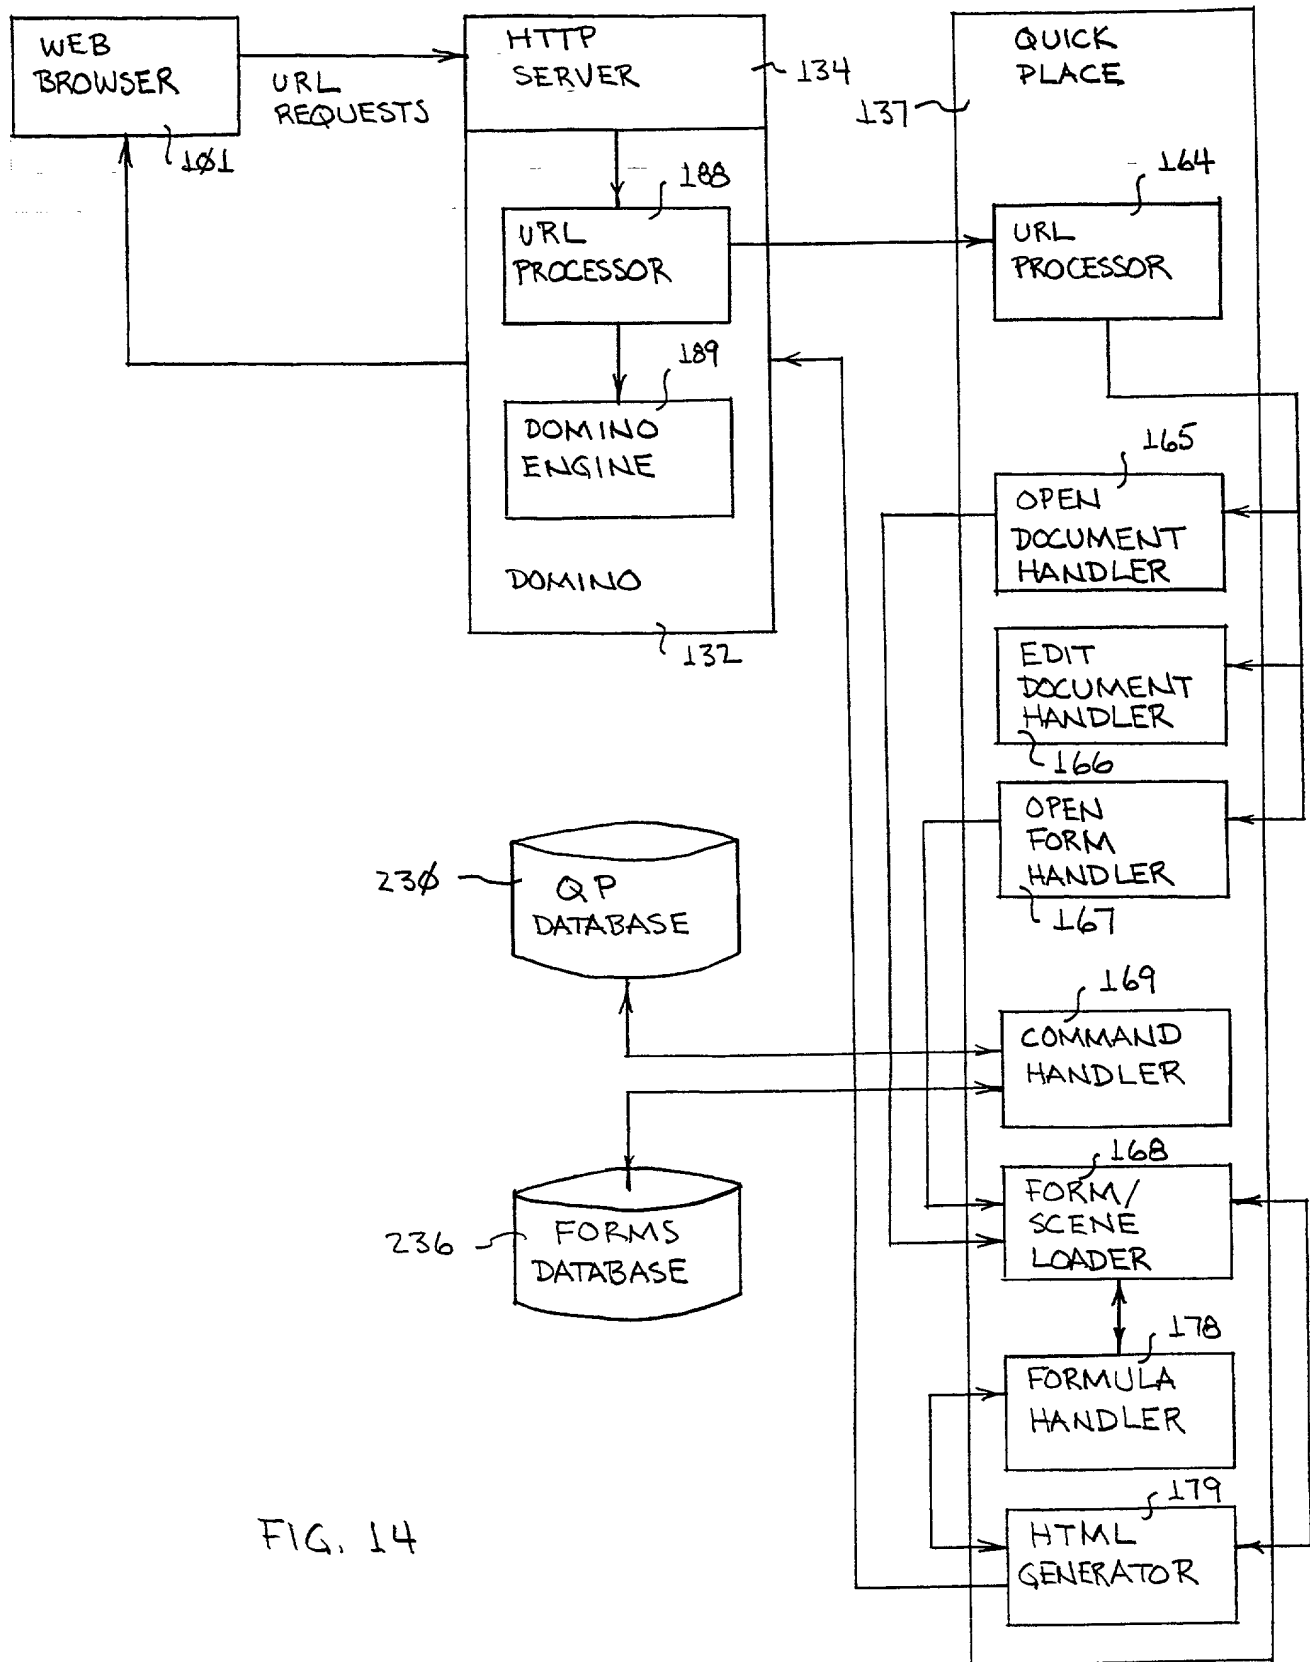 WEB
BROWSER
101
URL
REQUESTS
HTTP
SERVER
134
188
URL
PROCESSOR
189
DOMINO
ENGINE
DOMINO
132
QUICK
PLACE
137
164
URL
PROCESSOR
165
OPEN
DOCUMENT
HANDLER
EDIT
DOCUMENT
HANDLER
166
OPEN
FORM
HANDLER
167
230
QP
DATABASE
169
COMMAND
HANDLER
236
FORMS
DATABASE
168
FORM/
SCENE
LOADER
178
FORMULA
HANDLER
179
HTML
GENERATOR
FIG. 14